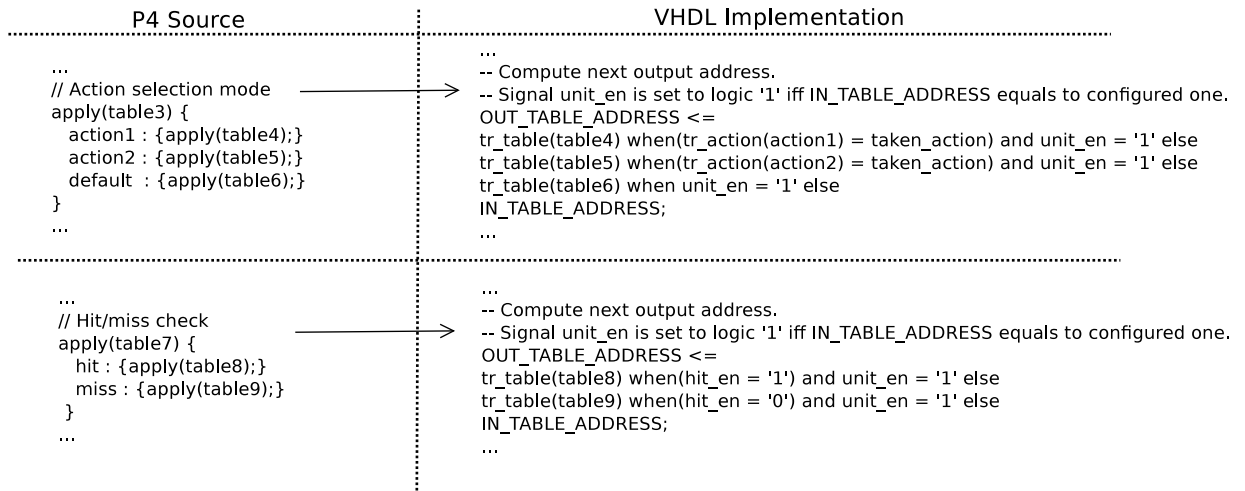 P4 Source
VHDL Implementation
...
// Action selection mode
apply(table3) {
action1 : {apply(table4);}
action2 : {apply(table5);}
default : {apply(table6);}
}
...
...
-- Compute next output address.
-- Signal unit_en is set to logic '1' iff IN_TABLE_ADDRESS equals to configured one.
OUT_TABLE_ADDRESS <=
tr_table(table4) when(tr_action(action1) = taken_action) and unit_en = '1' else
tr_table(table5) when(tr_action(action2) = taken_action) and unit_en = '1' else
tr_table(table6) when unit_en = '1' else
IN_TABLE_ADDRESS;
...
...
// Hit/miss check
apply(table7) {
hit : {apply(table8);}
miss : {apply(table9);}
}
...
...
-- Compute next output address.
-- Signal unit_en is set to logic '1' iff IN_TABLE_ADDRESS equals to configured one.
OUT_TABLE_ADDRESS <=
tr_table(table8) when(hit_en = '1') and unit_en = '1' else
tr_table(table9) when(hit_en = '0') and unit_en = '1' else
IN_TABLE_ADDRESS;
...